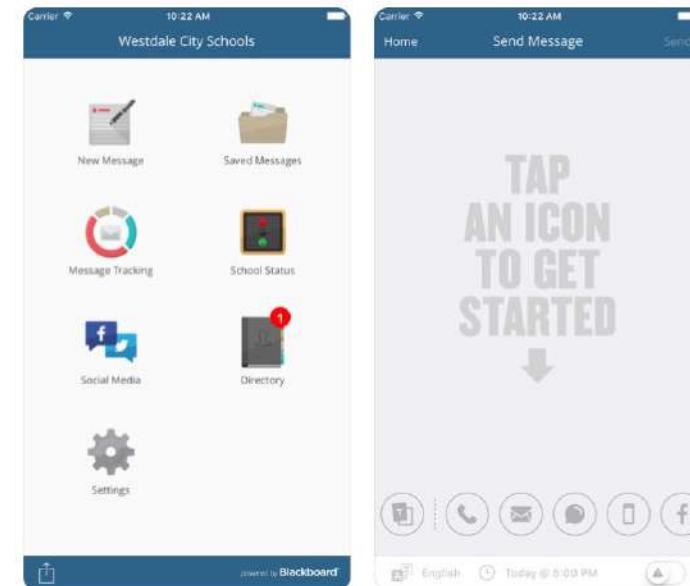 Carrier 10:22 AM
Westdale City Schools
New Message Saved Messages
Message Tracking School Status
1
Social Media Directory
Settings
powered by Blackboard
Carrier 10:22 AM
Home Send Message Send
TAP
AN ICON
TO GET
STARTED
English Today @ 5:00 PM